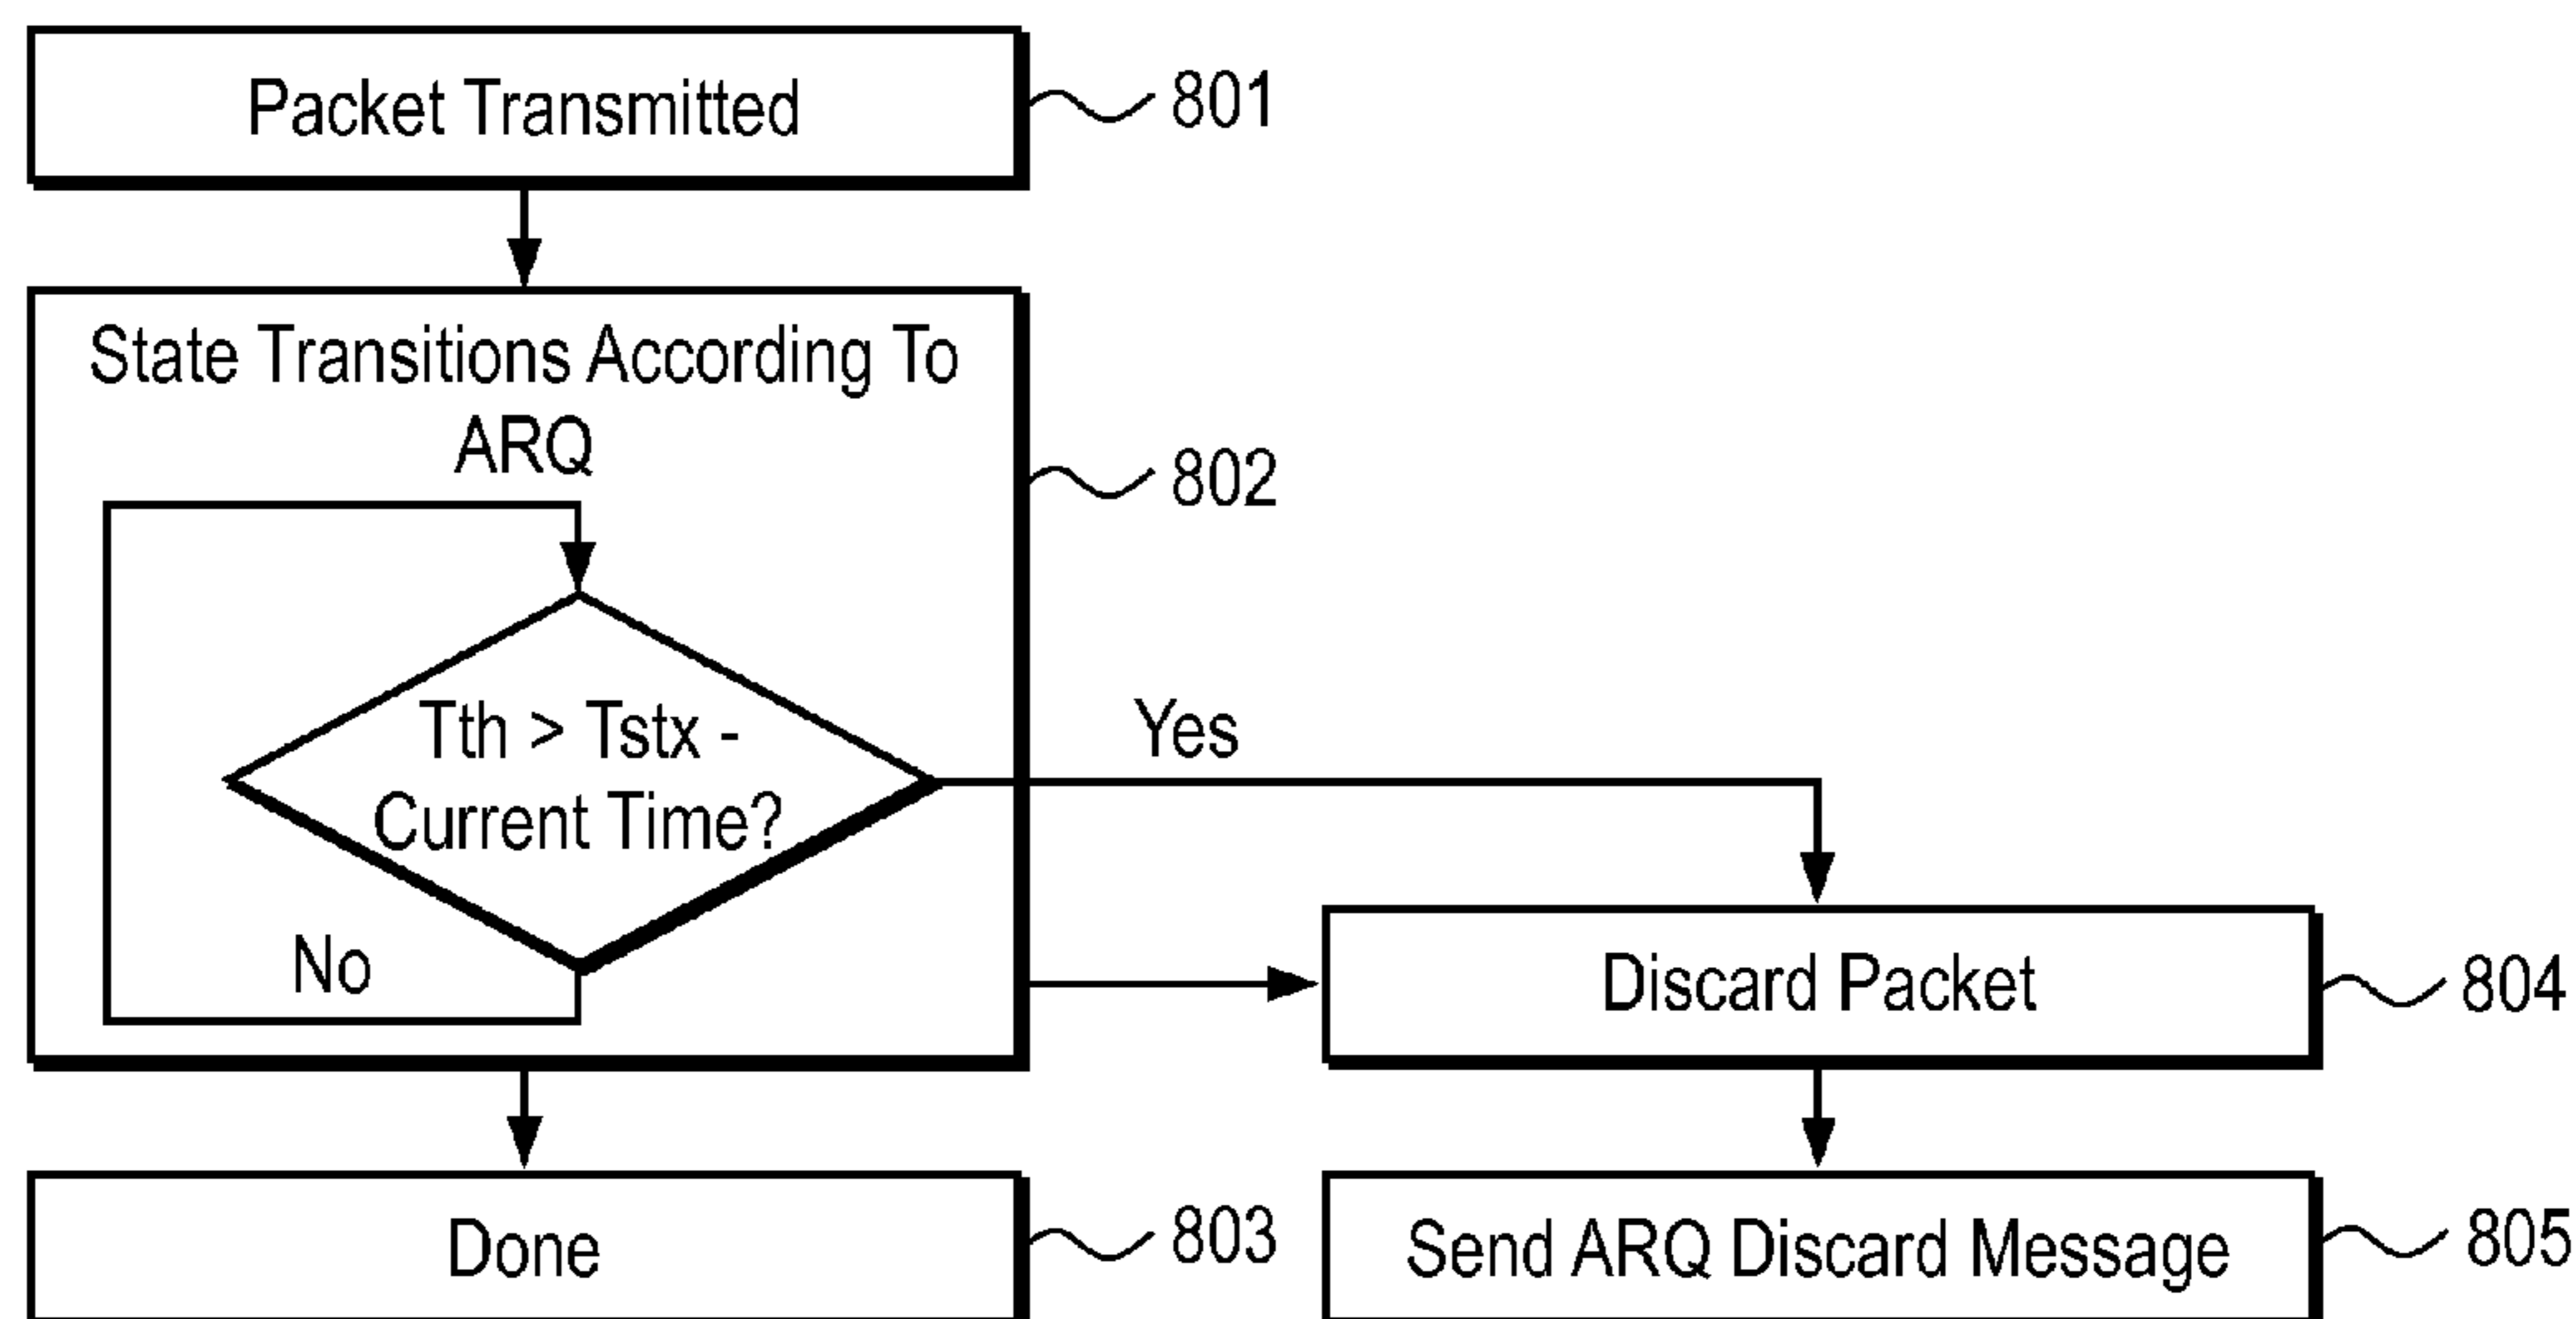 Packet Transmitted
801
State Transitions According To
ARQ
802
Tth > Tstx -
Current Time?
Yes
No
Discard Packet
804
Done
803
Send ARQ Discard Message
805